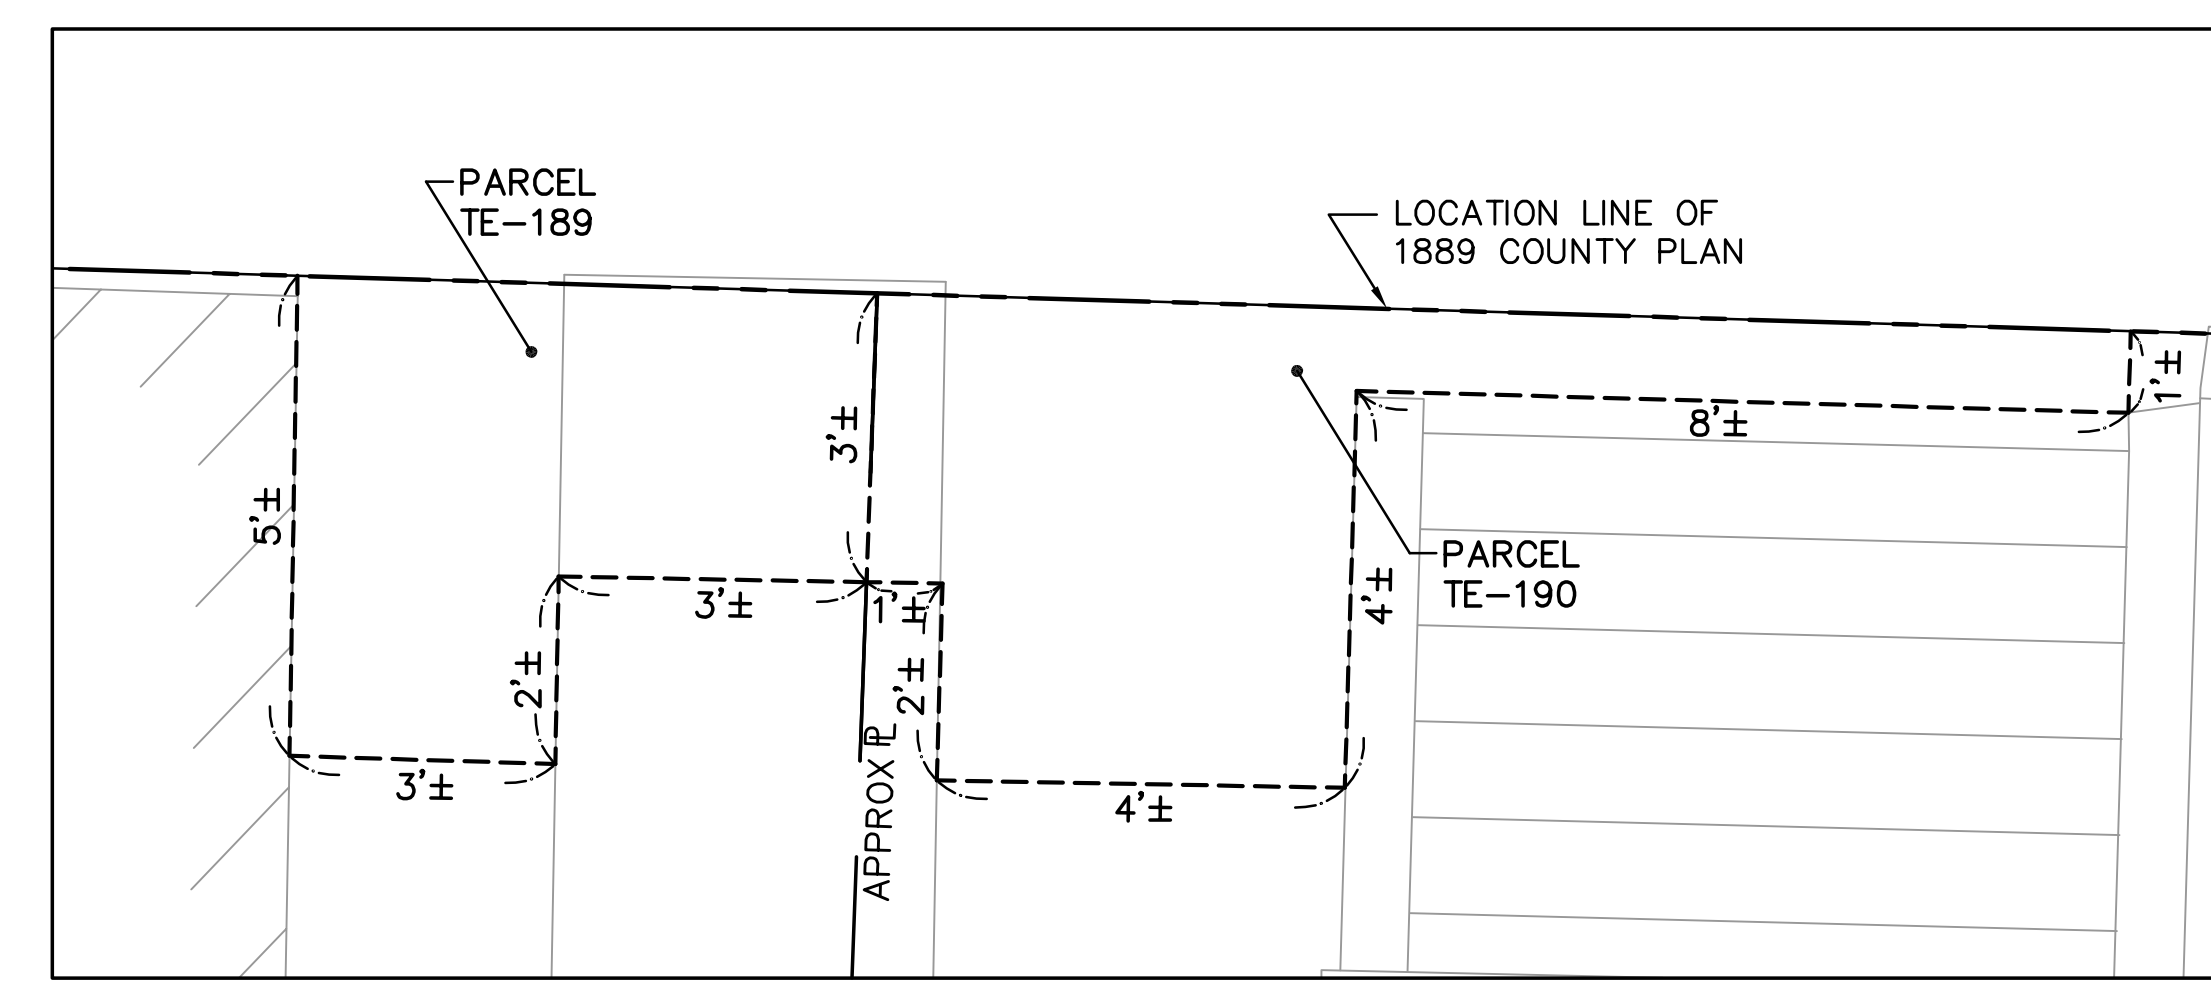 PARCEL
TE-189
LOCATION LINE OF
1889 COUNTY PLAN
1'±
3'±
8'±
5'±
PARCEL
TE-190
4'±
3'±
1'±
2'±
2'±
3'±
4'±
APPROX PL